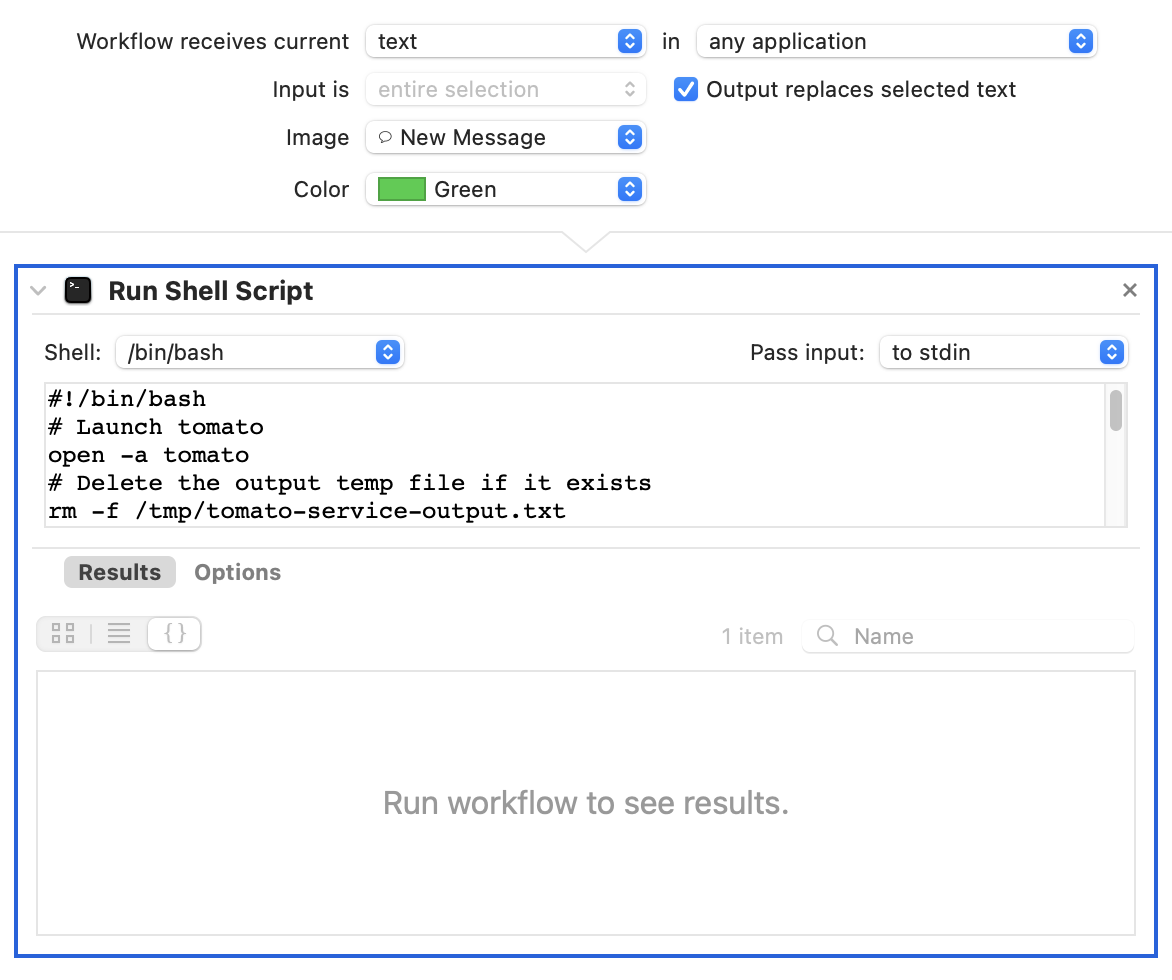 Workflow receives current text in any application
Input is entire selection Output replaces selected text
Image New Message
Color Green
Run Shell Script
Shell: /bin/bash Pass input: to stdin
#!/bin/bash
# Launch tomato
open -a tomato
# Delete the output temp file if it exists
rm -f /tmp/tomato-service-output.txt
Results Options
{} 1 item Name
Run workflow to see results.